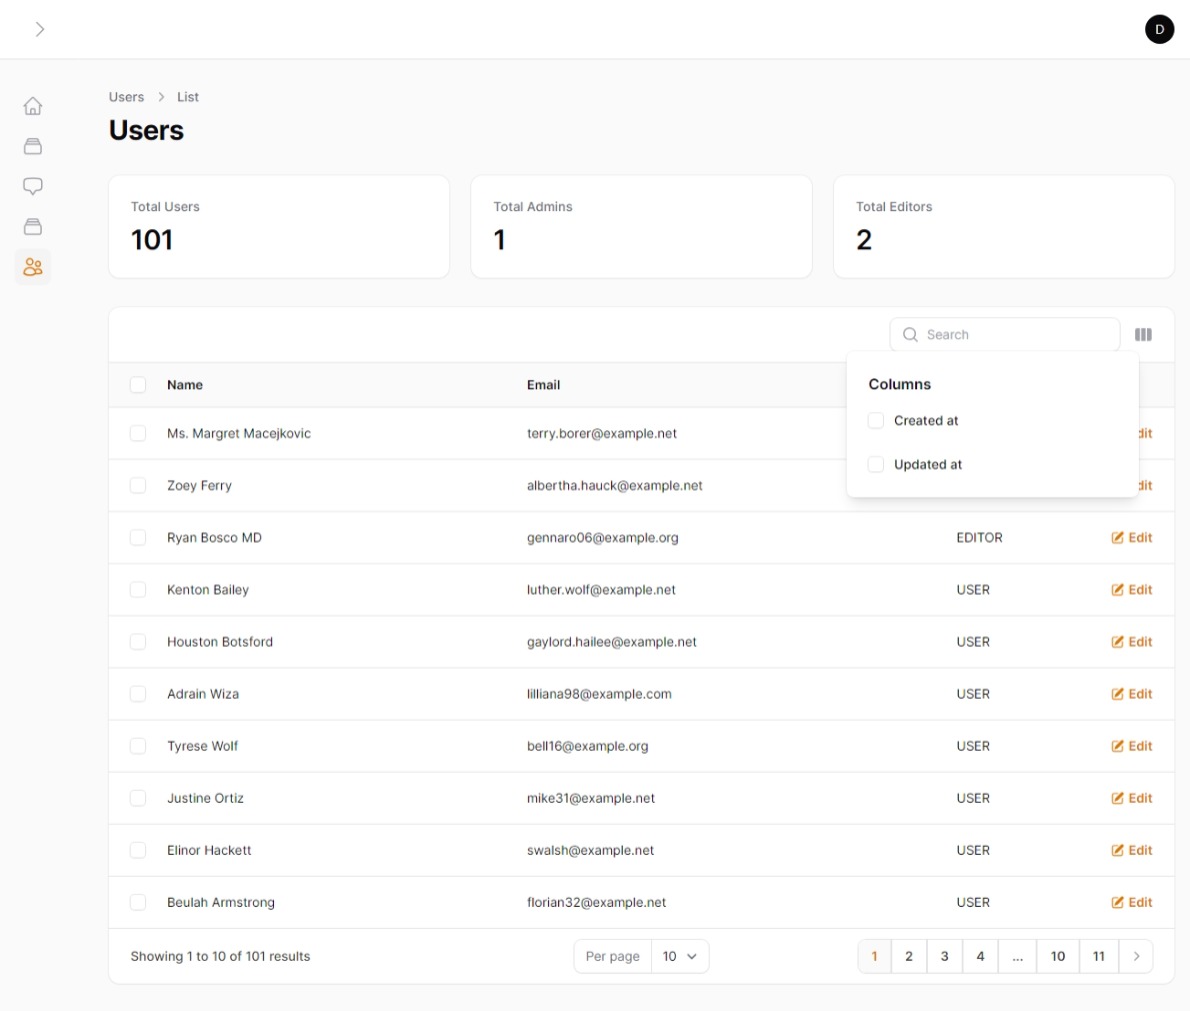 D
Users > List
Users
Total Users
101
Total Admins
1
Total Editors
2
Search
Name Email
Columns
Created at
Updated at
Ms. Margret Macejkovic terry.borer@example.net dit
Zoey Ferry albertha.hauck@example.net dit
Ryan Bosco MD gennaro06@example.org EDITOR Edit
Kenton Bailey luther.wolf@example.net USER Edit
Houston Botsford gaylord.hailee@example.net USER Edit
Adrain Wiza lilliana98@example.com USER Edit
Tyrese Wolf bell16@example.org USER Edit
Justine Ortiz mike31@example.net USER Edit
Elinor Hackett swalsh@example.net USER Edit
Beulah Armstrong florian32@example.net USER Edit
Showing 1 to 10 of 101 results Per page 10 1 2 3 4 ... 10 11